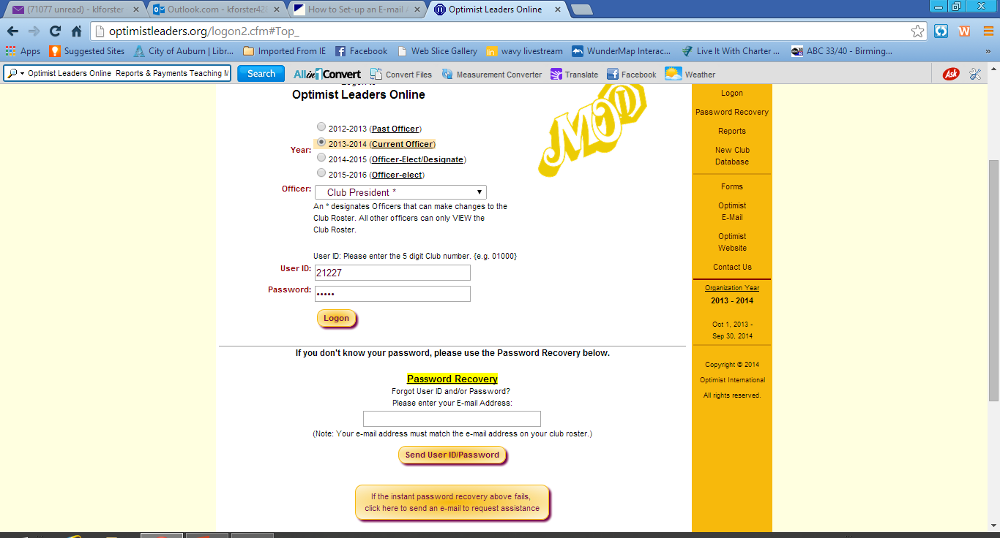 (71077 unread) - klforster
Outlook.com - kforster428
How to Set-up an E-mail A
Optimist Leaders Online
optimistleaders.org/logon2.cfm#Top_
Apps
Suggested Sites
City of Auburn | Libr...
Imported From IE
Facebook
Web Slice Gallery
wavy livestream
WunderMap Interac...
Live It With Charter ...
ABC 33/40 - Birming...
»
Optimist Leaders Online Reports & Payments Teaching M
Search
Allin1Convert
Convert Files
Measurement Converter
Translate
Facebook
Weather
Ask
Optimist Leaders Online
MOD
Year:
2012-2013 (Past Officer)
2013-2014 (Current Officer)
2014-2015 (Officer-Elect/Designate)
2015-2016 (Officer-elect)
Officer:
Club President *
An * designates Officers that can make changes to the
Club Roster. All other officers can only VIEW the
Club Roster.
User ID: Please enter the 5 digit Club number. {e.g. 01000}
User ID:
21227
Password:
•••••
Logon
If you don't know your password, please use the Password Recovery below.
Password Recovery
Forgot User ID and/or Password?
Please enter your E-mail Address:
(Note: Your e-mail address must match the e-mail address on your club roster.)
Send User ID/Password
If the instant password recovery above fails,
click here to send an e-mail to request assistance
Logon
Password Recovery
Reports
New Club
Database
Forms
Optimist
E-Mail
Optimist
Website
Contact Us
Organization Year
2013 - 2014
Oct 1, 2013 -
Sep 30, 2014
Copyright © 2014
Optimist International
All rights reserved.